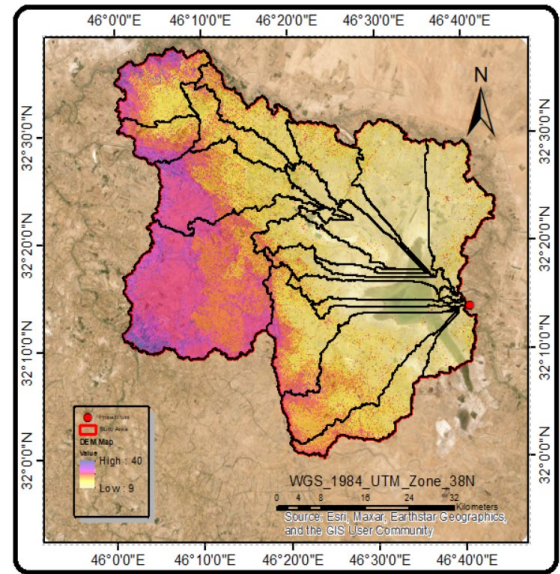 46°0'0"E 46°10'0"E 46°20'0"E 46°30'0"E 46°40'0"E
N
32°30'0"N 32°30'0"N
32°20'0"N 32°20'0"N
32°10'0"N 32°10'0"N
32°0'0"N 32°0'0"N
Area
DEM Map
Value
High : 40
Low : 9
WGS_1984_UTM_Zone_38N
0 4 8 16 24 32
Kilometers
Source: Esri, Maxar, Earthstar Geographics,
and the GIS User Community
46°0'0"E 46°10'0"E 46°20'0"E 46°30'0"E 46°40'0"E